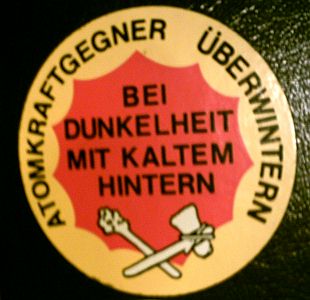 ATOMKRAFTGEGNER ÜBERWINTERN
BEI
DUNKELHEIT
MIT KALTEM
HINTERN